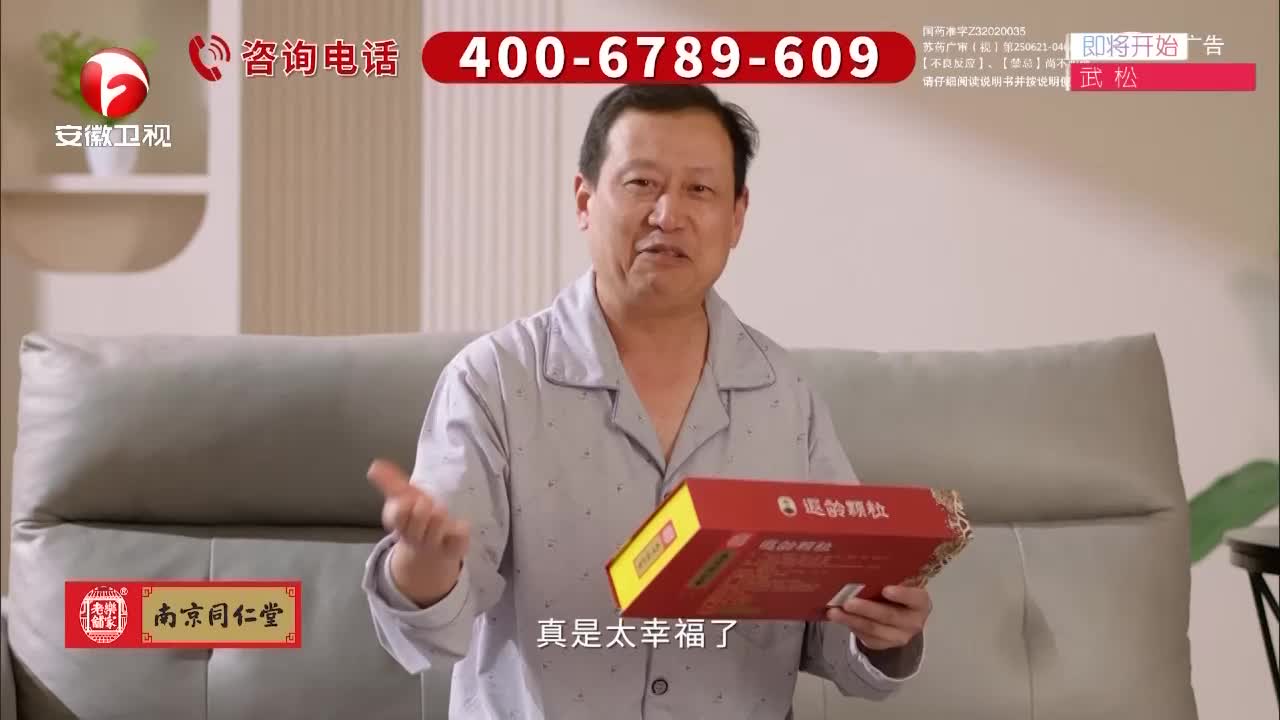 咨询电话
400-6789-609
国药准字Z32020035
苏药广审（视）第250621-04
【不良反应】、【禁忌】尚不
请仔细阅读说明书并按说明
即将开始
广告
武松
安徽卫视
遐龄颗粒
遐龄颗粒
老铺
樂家
南京同仁堂
真是太幸福了